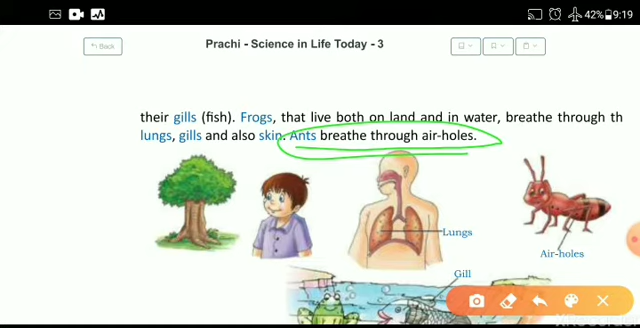 42% 9:19
Back
Prachi - Science in Life Today - 3
their gills (fish). Frogs, that live both on land and in water, breathe through th
lungs, gills and also skin. Ants breathe through air-holes.
Lungs
Air-holes
Gill